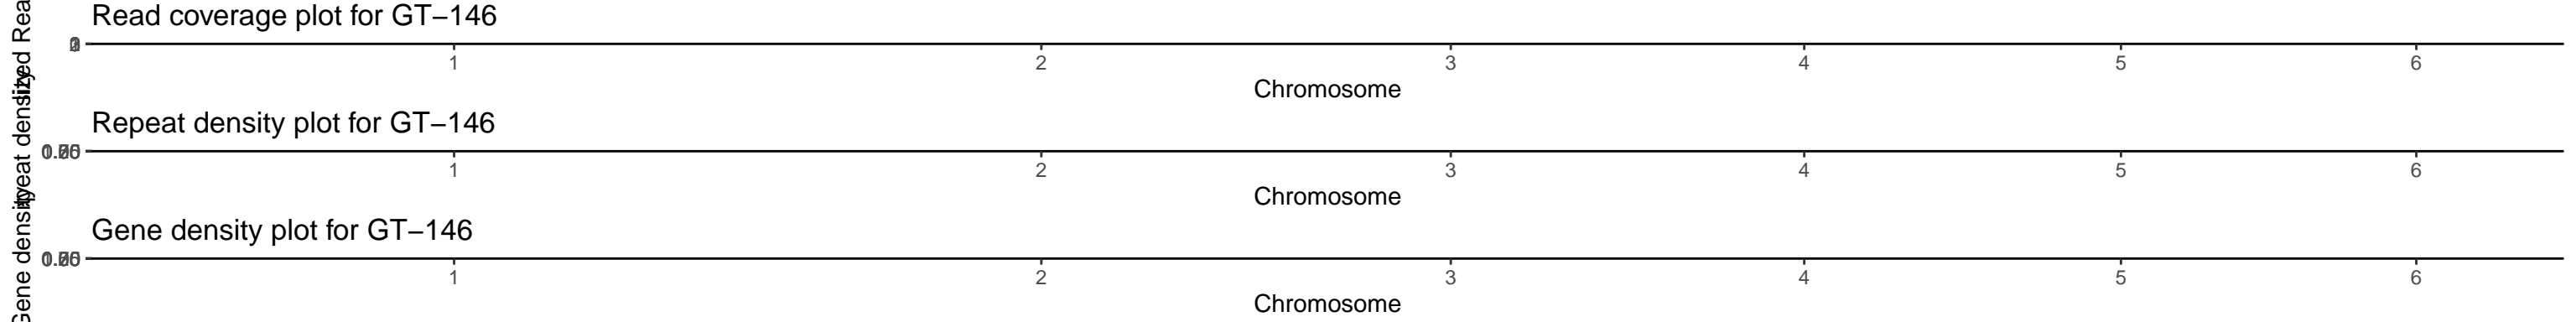 Read coverage plot for GT–146
1 2 3 4 5 6
Chromosome
Repeat density plot for GT–146
1 2 3 4 5 6
Chromosome
Gene density plot for GT–146
1 2 3 4 5 6
Chromosome
Gene density